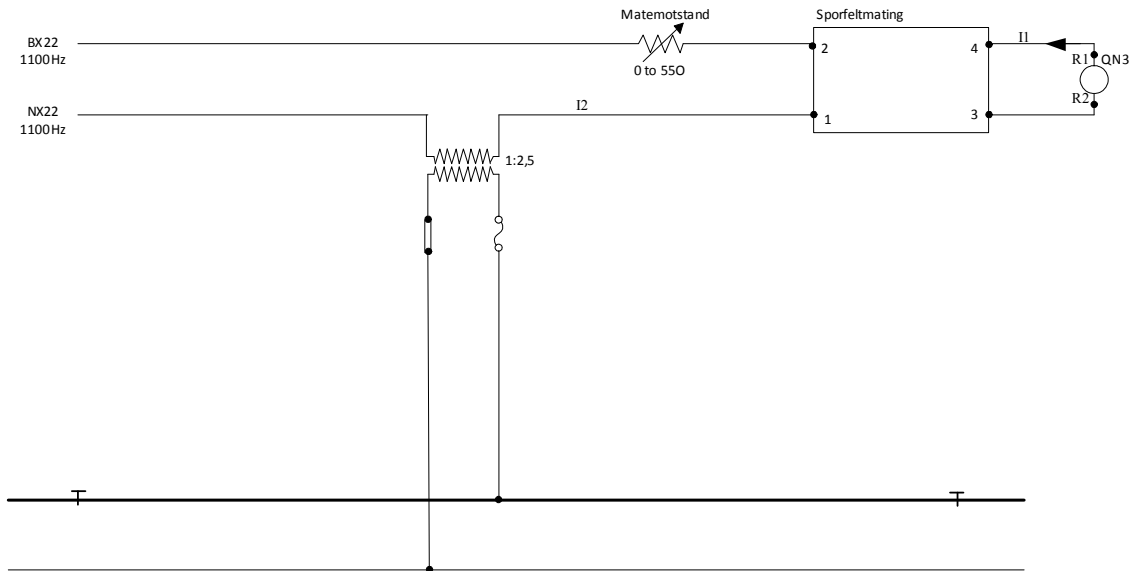 Matemotstand
Sporfeltmating
BX22
1100Hz
2
4
I1
R1
QN3
0 to 55O
R2
NX22
1100Hz
I2
1
3
1:2,5